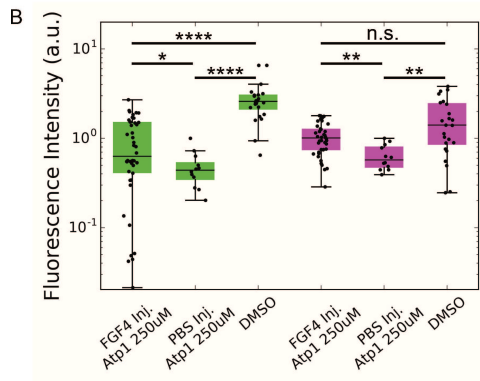 B
Fluorescence Intensity (a.u.)
10¹
10⁰
10⁻¹
****
*
****
n.s.
**
**
FGF4 Inj.
Atp1 250uM
PBS Inj.
Atp1 250uM
DMSO
FGF4 Inj.
Atp1 250uM
PBS Inj.
Atp1 250uM
DMSO